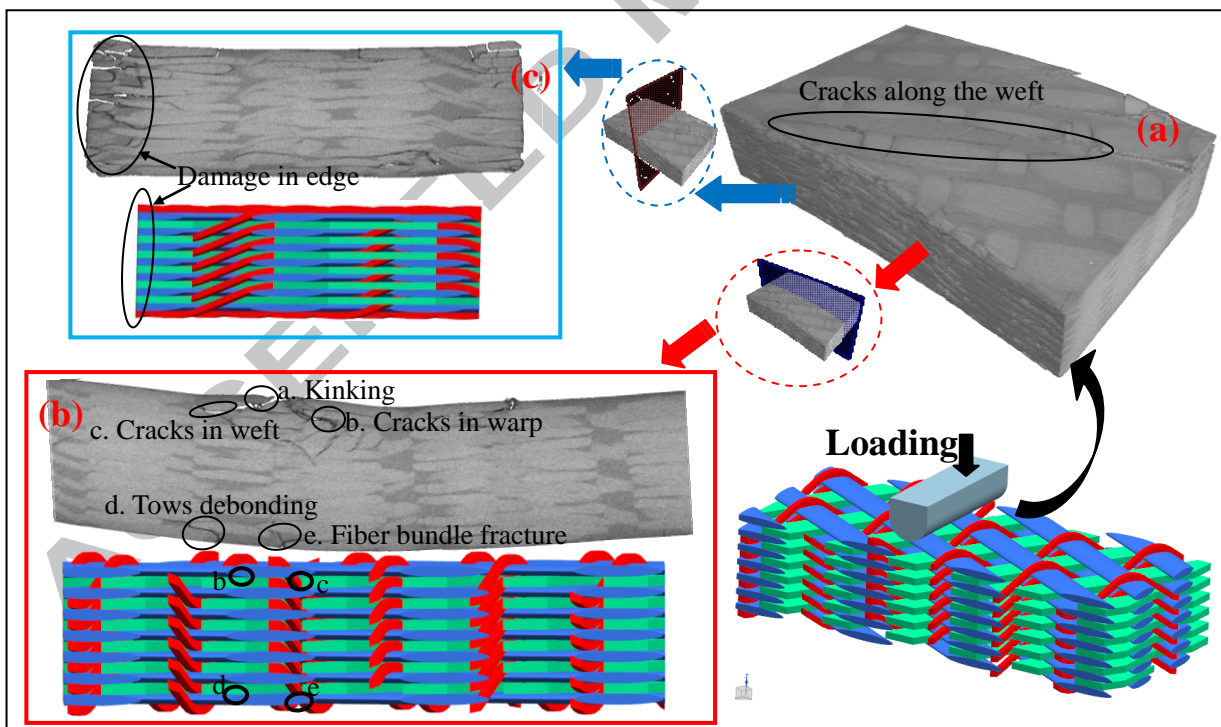 (c)
Cracks along the weft
(a)
Damage in edge
(b)
a. Kinking
b. Cracks in warp
c. Cracks in weft
d. Tows debonding
e. Fiber bundle fracture
b
c
d
e
Loading